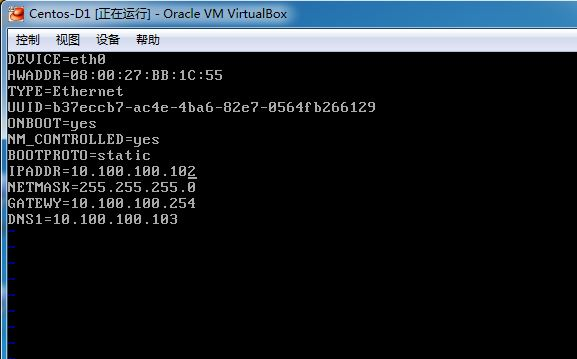 Centos-D1 [正在运行] - Oracle VM VirtualBox
控制 视图 设备 帮助
DEVICE=eth0
HWADDR=08:00:27:BB:1C:55
TYPE=Ethernet
UUID=b37eccb7-ac4e-4ba6-82e7-0564fb266129
ONBOOT=yes
NM_CONTROLLED=yes
BOOTPROTO=static
IPADDR=10.100.100.102
NETMASK=255.255.255.0
GATEWY=10.100.100.254
DNS1=10.100.100.103
~
~
~
~
~
~
~
~